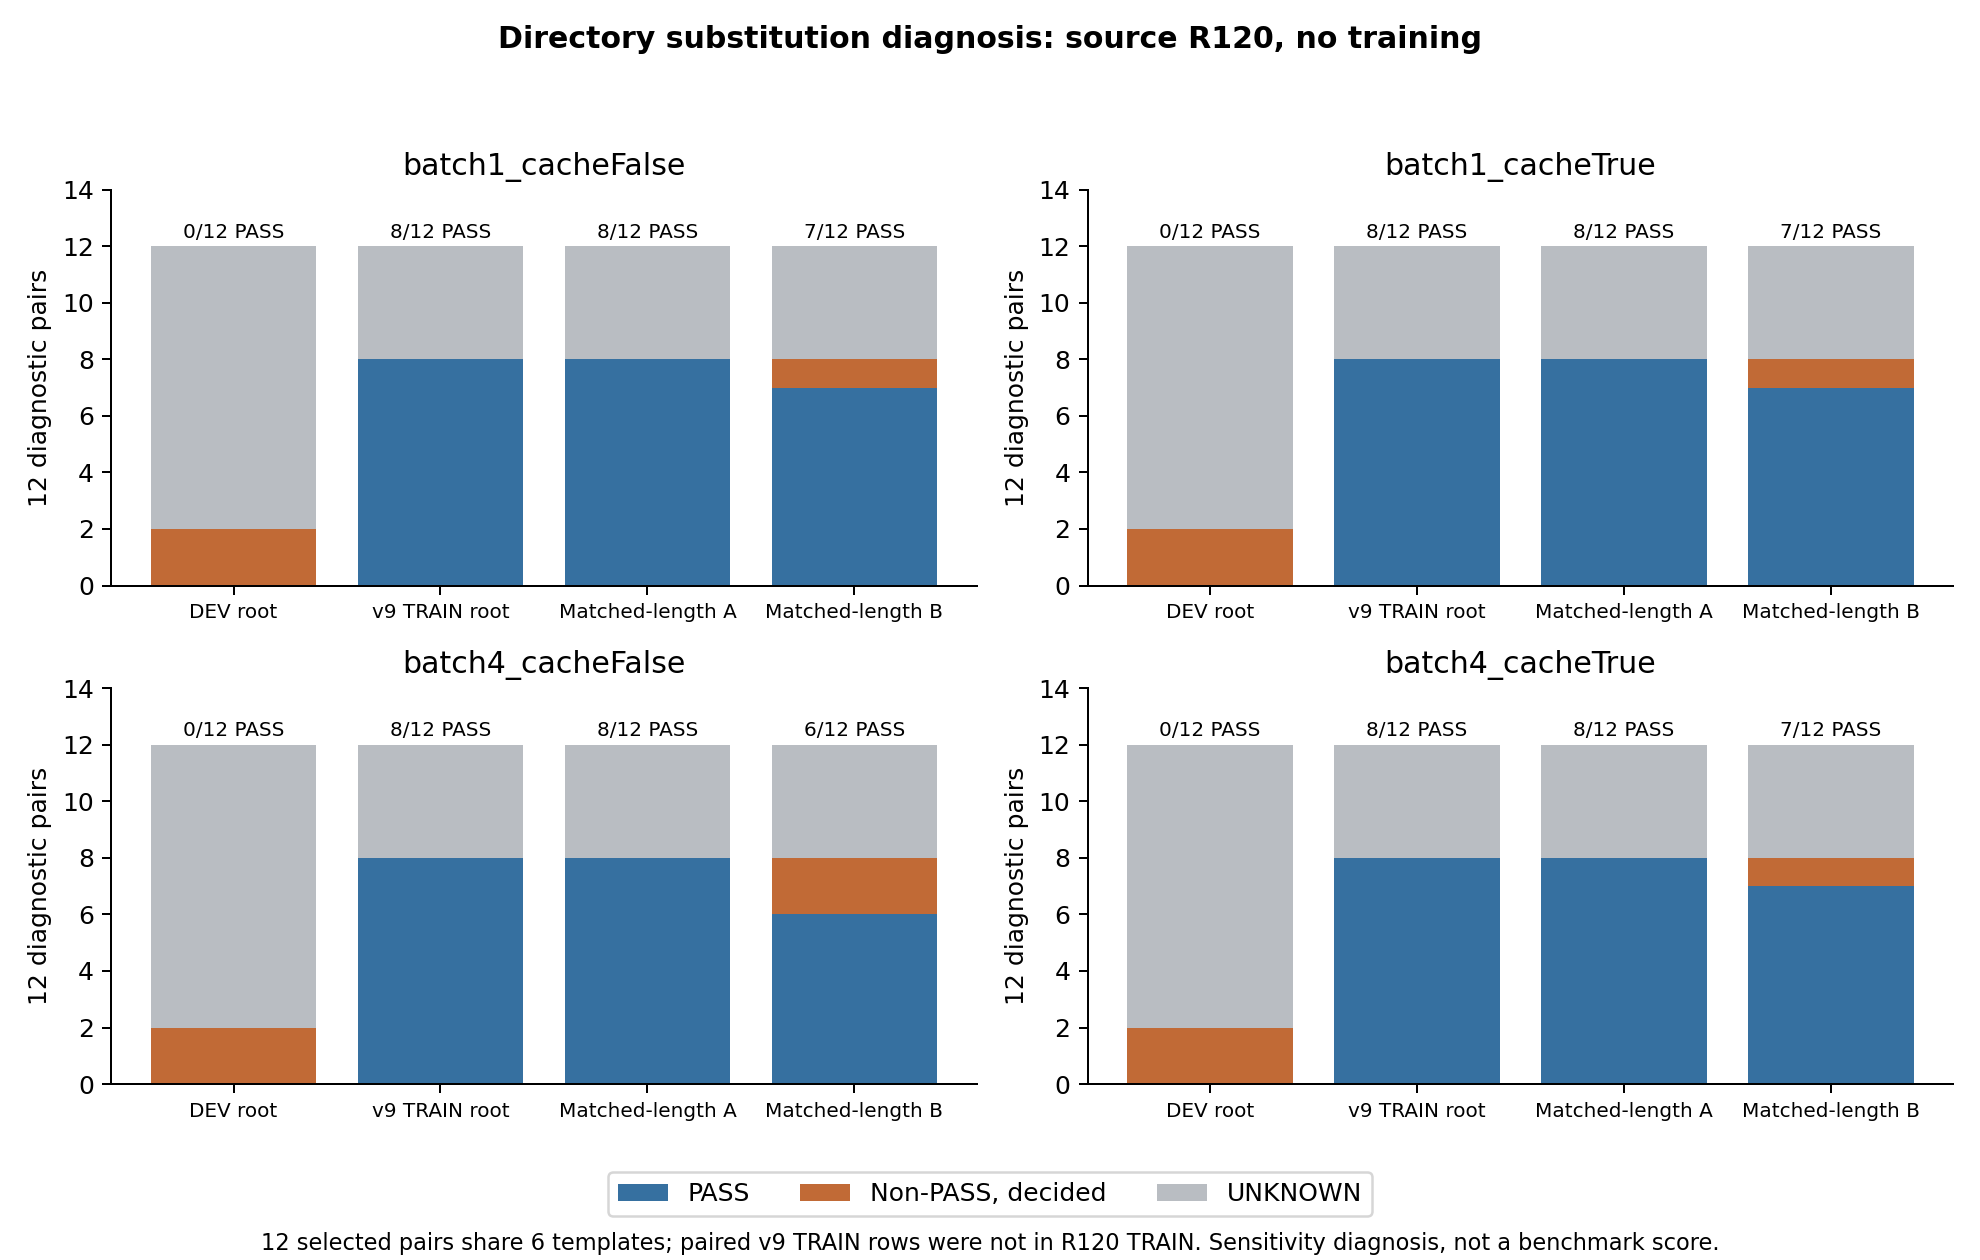 Directory substitution diagnosis: source R120, no training
batch1_cacheFalse
12 diagnostic pairs
14
12
10
8
6
4
2
0
0/12 PASS
8/12 PASS
8/12 PASS
7/12 PASS
DEV root
v9 TRAIN root
Matched-length A
Matched-length B
batch1_cacheTrue
12 diagnostic pairs
14
12
10
8
6
4
2
0
0/12 PASS
8/12 PASS
8/12 PASS
7/12 PASS
DEV root
v9 TRAIN root
Matched-length A
Matched-length B
batch4_cacheFalse
12 diagnostic pairs
14
12
10
8
6
4
2
0
0/12 PASS
8/12 PASS
8/12 PASS
6/12 PASS
DEV root
v9 TRAIN root
Matched-length A
Matched-length B
batch4_cacheTrue
12 diagnostic pairs
14
12
10
8
6
4
2
0
0/12 PASS
8/12 PASS
8/12 PASS
7/12 PASS
DEV root
v9 TRAIN root
Matched-length A
Matched-length B
PASS
Non-PASS, decided
UNKNOWN
12 selected pairs share 6 templates; paired v9 TRAIN rows were not in R120 TRAIN. Sensitivity diagnosis, not a benchmark score.